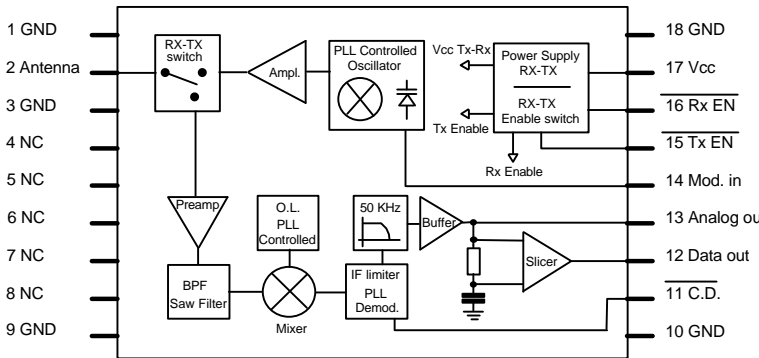 1 GND
2 Antenna
3 GND
4 NC
5 NC
6 NC
7 NC
8 NC
9 GND
RX-TX
switch
Ampl.
PLL Controlled
Oscillator
Vcc Tx-Rx
Tx Enable
Power Supply
RX-TX
RX-TX
Enable switch
Rx Enable
Preamp.
O.L.
PLL
Controlled
50 KHz
Buffer
Slicer
BPF
Saw Filter
Mixer
IF limiter
PLL
Demod.
18 GND
17 Vcc
16 Rx EN
15 Tx EN
14 Mod. in
13 Analog ou
12 Data out
11 C.D.
10 GND